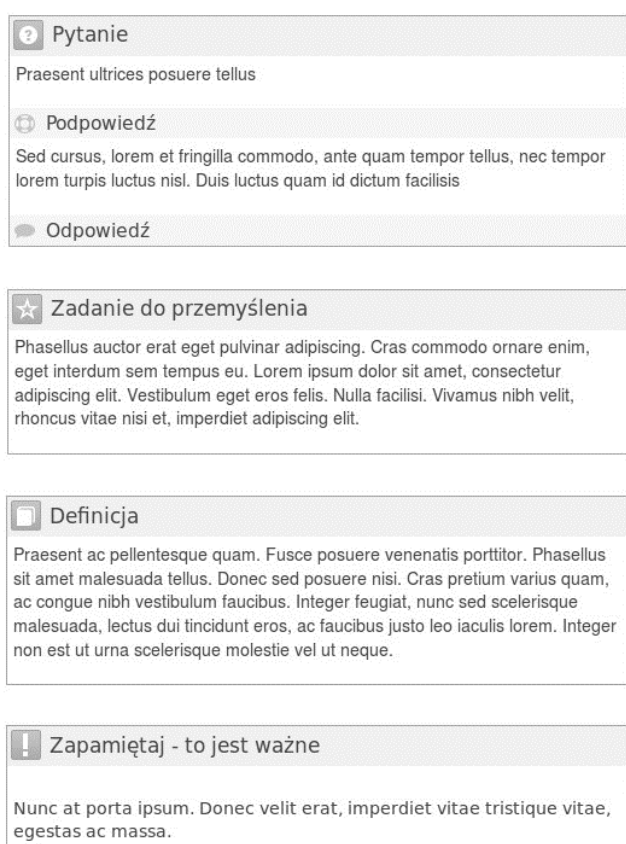 Pytanie
Praesent ultrices posuere tellus
Podpowiedź
Sed cursus, lorem et fringilla commodo, ante quam tempor tellus, nec tempor
lorem turpis luctus nisl. Duis luctus quam id dictum facilisis
Odpowiedź
Zadanie do przemyślenia
Phasellus auctor erat eget pulvinar adipiscing. Cras commodo ornare enim,
eget interdum sem tempus eu. Lorem ipsum dolor sit amet, consectetur
adipiscing elit. Vestibulum eget eros felis. Nulla facilisi. Vivamus nibh velit,
rhoncus vitae nisi et, imperdiet adipiscing elit.
Definicja
Praesent ac pellentesque quam. Fusce posuere venenatis porttitor. Phasellus
sit amet malesuada tellus. Donec sed posuere nisi. Cras pretium varius quam,
ac congue nibh vestibulum faucibus. Integer feugiat, nunc sed scelerisque
malesuada, lectus dui tincidunt eros, ac faucibus justo leo iaculis lorem. Integer
non est ut urna scelerisque molestie vel ut neque.
Zapamiętaj - to jest ważne
Nunc at porta ipsum. Donec velit erat, imperdiet vitae tristique vitae,
egestas ac massa.